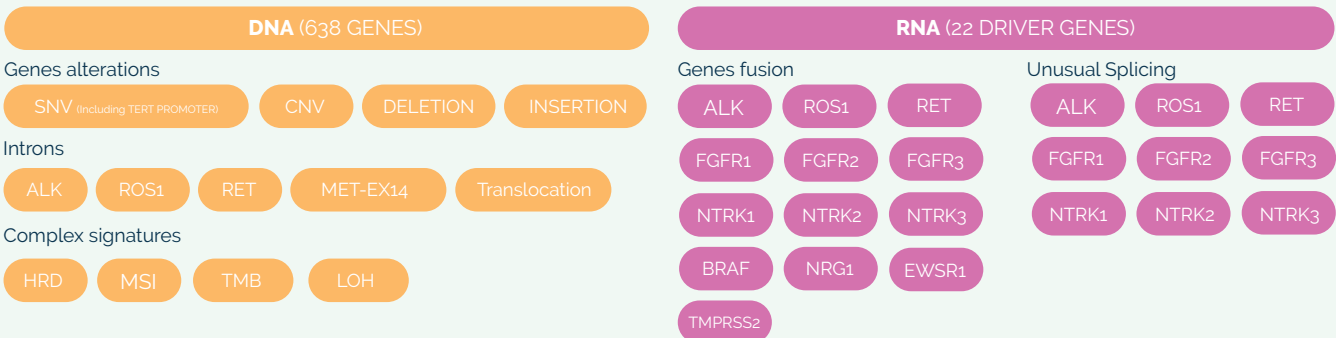 DNA (638 GENES)
Genes alterations
SNV (Including TERT PROMOTER) CNV DELETION INSERTION
Introns
ALK ROS1 RET MET-EX14 Translocation
Complex signatures
HRD MSI TMB LOH
RNA (22 DRIVER GENES)
Genes fusion
ALK ROS1 RET
FGFR1 FGFR2 FGFR3
NTRK1 NTRK2 NTRK3
BRAF NRG1 EWSR1
TMPRSS2
Unusual Splicing
ALK ROS1 RET
FGFR1 FGFR2 FGFR3
NTRK1 NTRK2 NTRK3